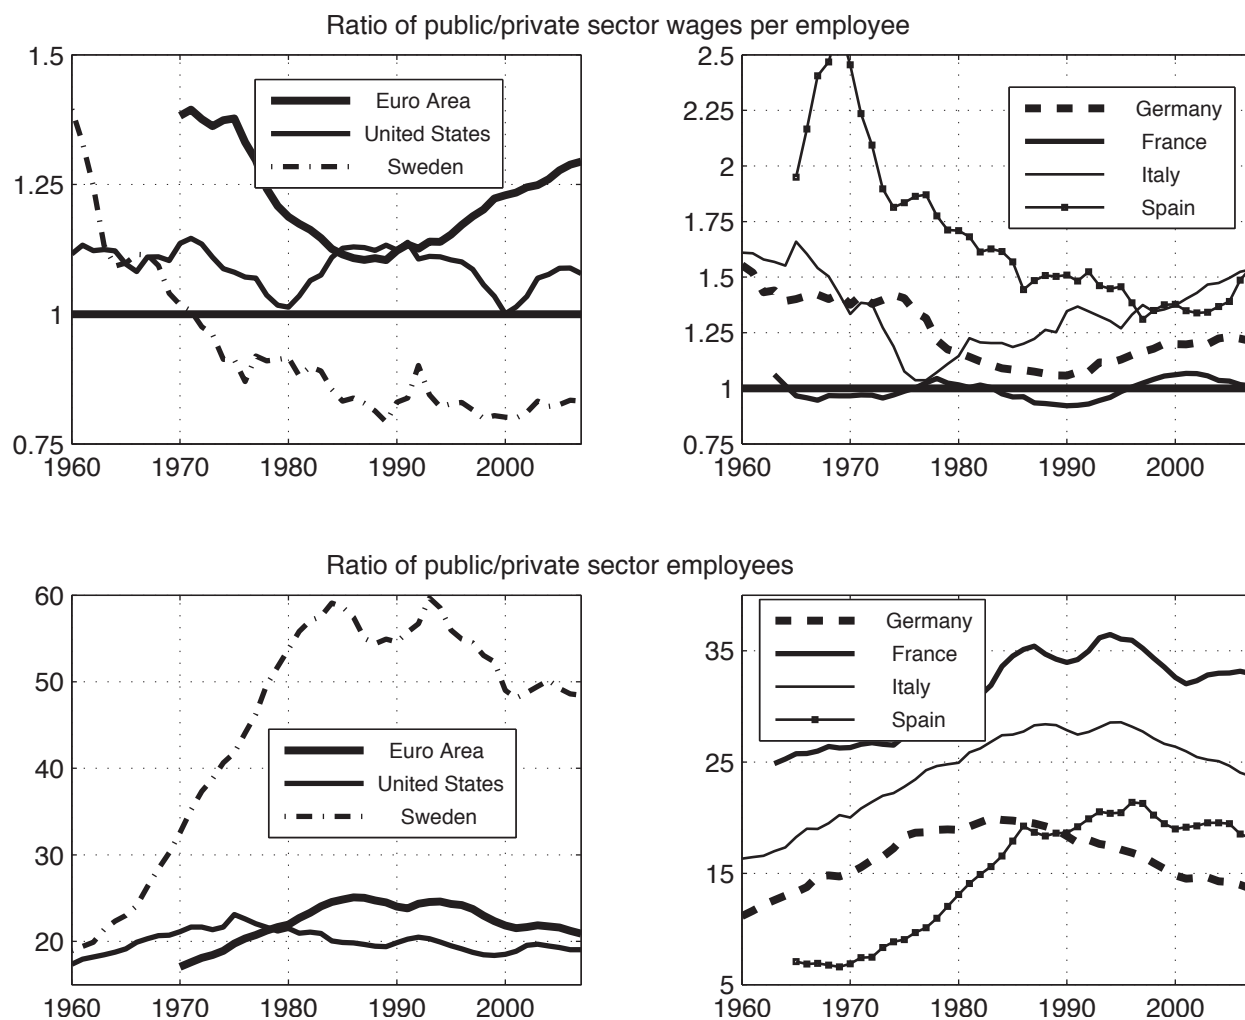 Ratio of public/private sector wages per employee
1.5
1.25
1
0.75
1960 1970 1980 1990 2000
Euro Area
United States
Sweden
2.5
2.25
2
1.75
1.5
1.25
1
0.75
1960 1970 1980 1990 2000
Germany
France
Italy
Spain
Ratio of public/private sector employees
60
50
40
30
20
1960 1970 1980 1990 2000
Euro Area
United States
Sweden
35
25
15
5
1960 1970 1980 1990 2000
Germany
France
Italy
Spain